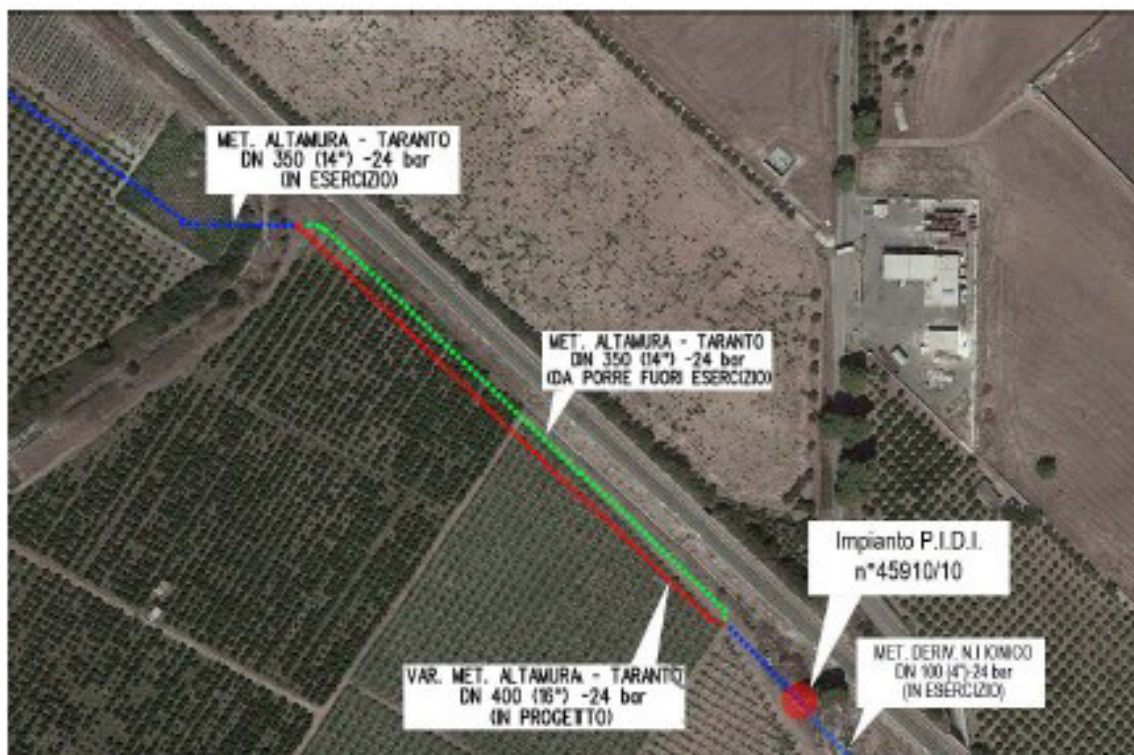 MET. ALTAMURA - TARANTO
DN 350 (14") -24 bar
(IN ESERCIZIO)
MET. ALTAMURA - TARANTO
DN 350 (14") -24 bar
(DA PORRE FUORI ESERCIZIO)
Impianto P.I.D.I.
n°45910/10
MET. DERIV. N.I IONICO
DN 100 (4")-24 bar
(IN ESERCIZIO)
VAR. MET. ALTAMURA - TARANTO
DN 400 (16") -24 bar
(IN PROGETTO)